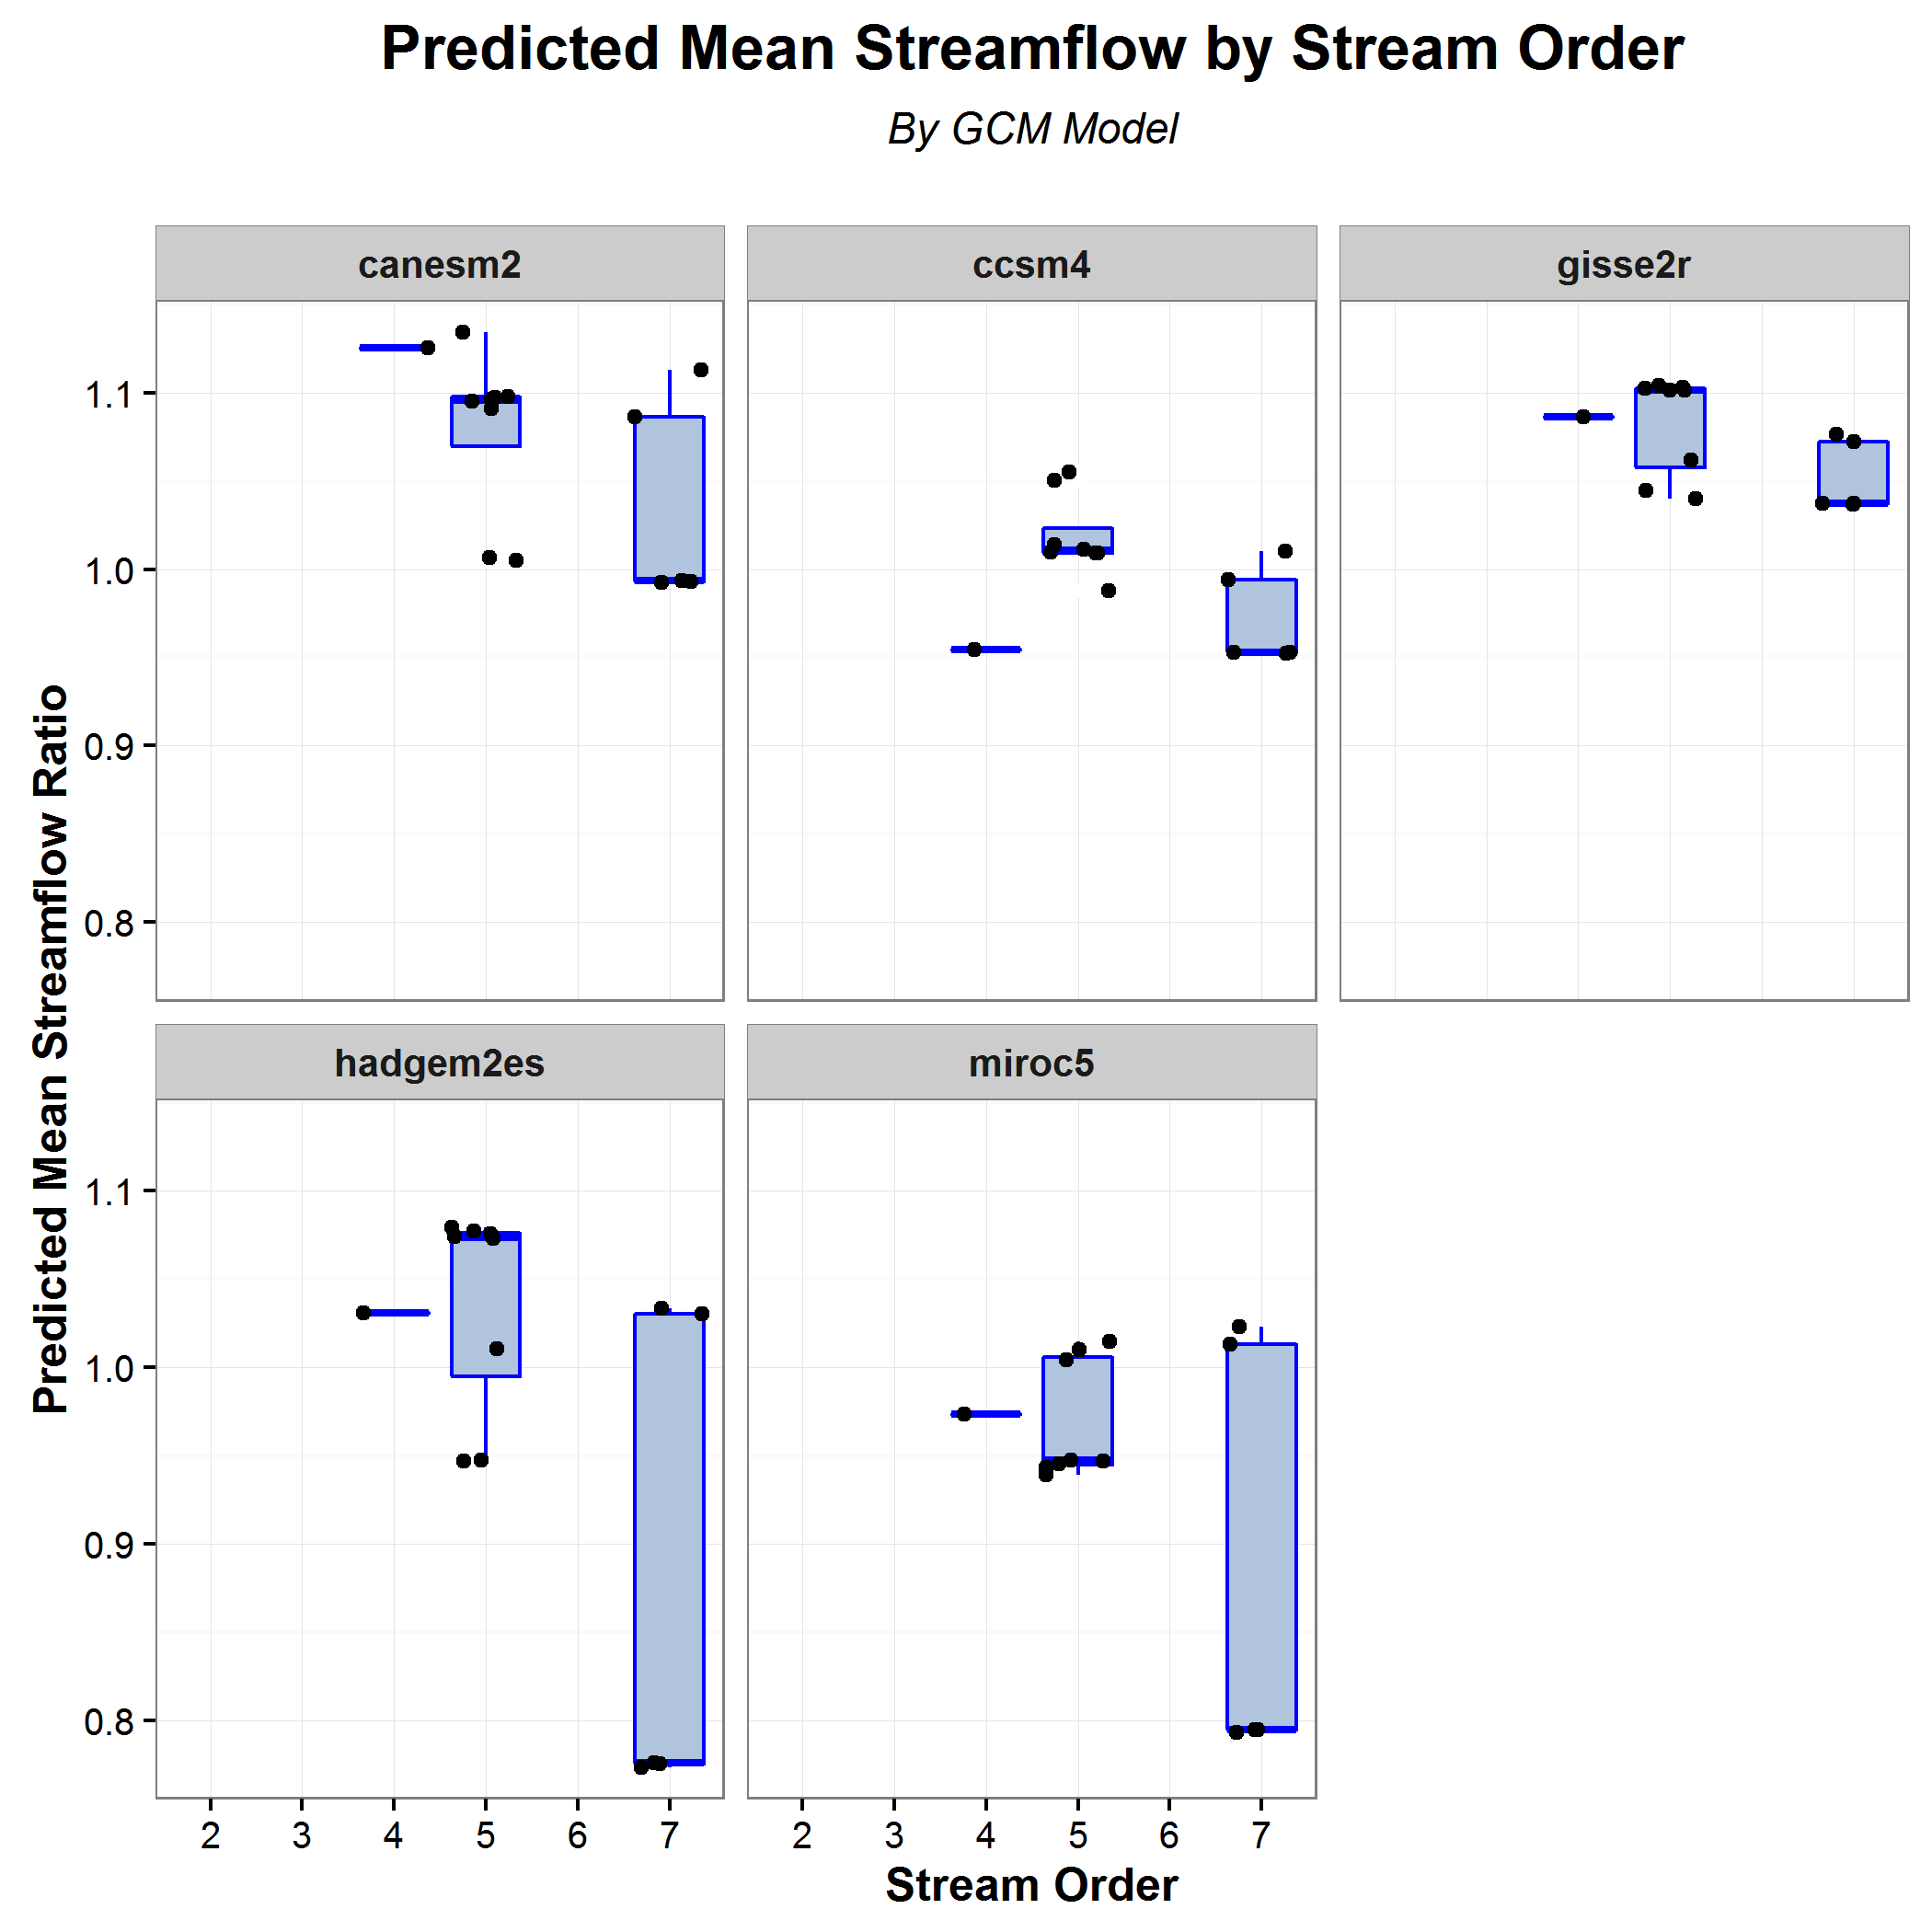 Predicted Mean Streamflow by Stream Order
By GCM Model
canesm2
ccsm4
gisse2r
1.1
1.0
0.9
0.8
Predicted Mean Streamflow Ratio
hadgem2es
miroc5
1.1
1.0
0.9
0.8
2 3 4 5 6 7
2 3 4 5 6 7
Stream Order